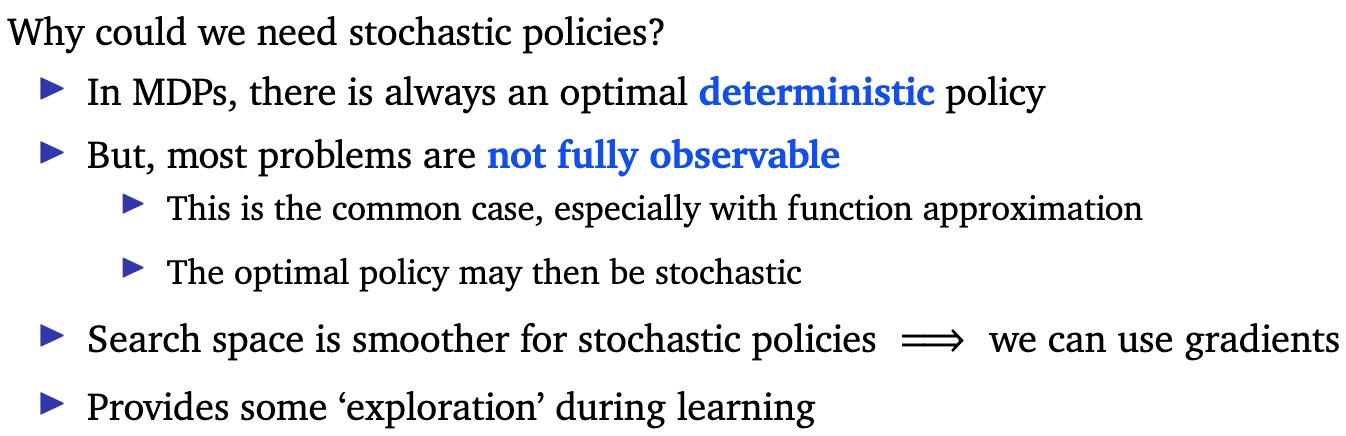 Why could we need stochastic policies?
▶ In MDPs, there is always an optimal deterministic policy
▶ But, most problems are not fully observable
▶ This is the common case, especially with function approximation
▶ The optimal policy may then be stochastic
▶ Search space is smoother for stochastic policies ⟹ we can use gradients
▶ Provides some ‘exploration’ during learning